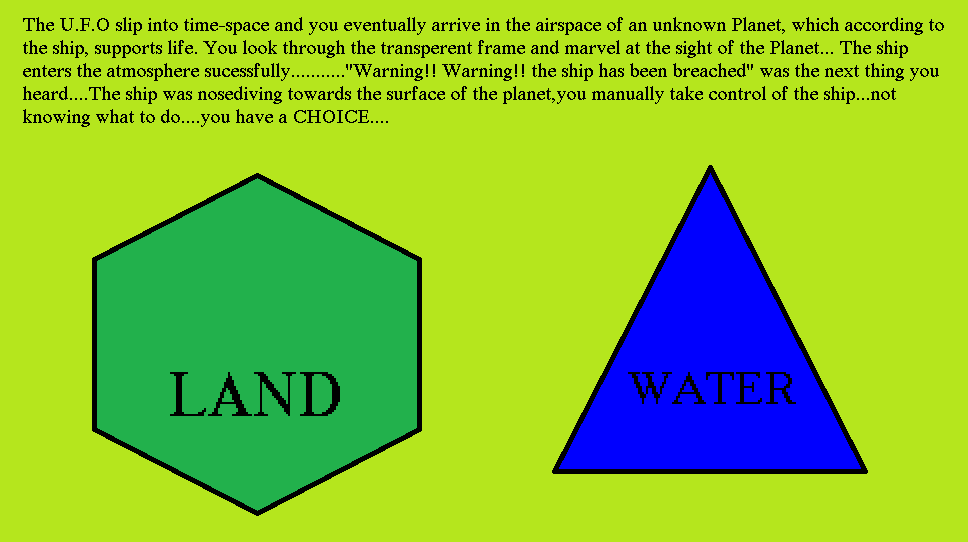 The U.F.O slip into time-space and you eventually arrive in the airspace of an unknown Planet, which according to
the ship, supports life. You look through the transperent frame and marvel at the sight of the Planet... The ship
enters the atmosphere sucessfully..........."Warning!! Warning!! the ship has been breached" was the next thing you
heard....The ship was nosediving towards the surface of the planet,you manually take control of the ship...not
knowing what to do....you have a CHOICE....
LAND
WATER